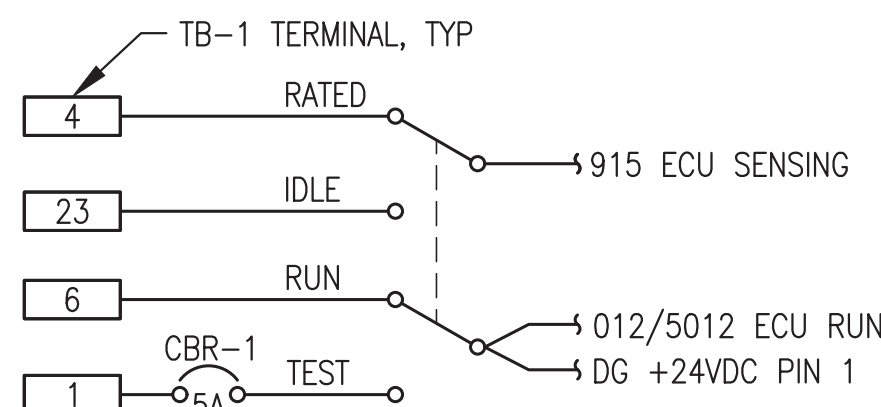 TB-1 TERMINAL, TYP
4 RATED
915 ECU SENSING
23 IDLE
6 RUN
012/5012 ECU RUN
CBR-1
DG +24VDC PIN 1
1 5A TEST